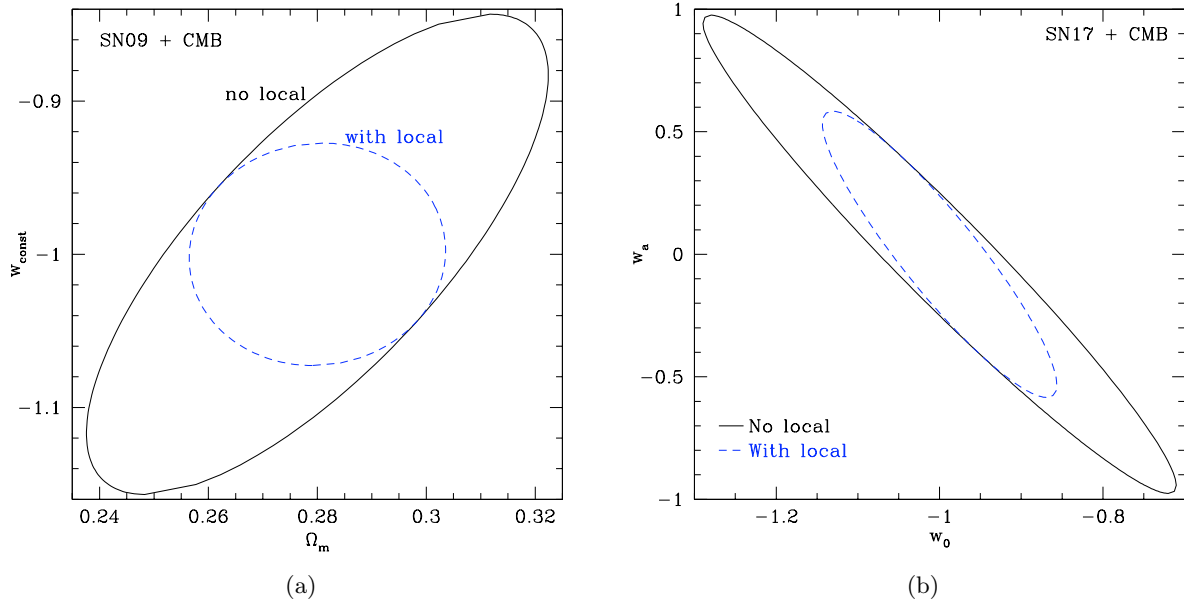 SN09 + CMB
no local
with local
−0.9
−1
−1.1
w_const
0.24
0.26
0.28
0.3
0.32
Ω_m
(a)
SN17 + CMB
1
0.5
0
−0.5
−1
w_a
No local
With local
−1.2
−1
−0.8
w_0
(b)